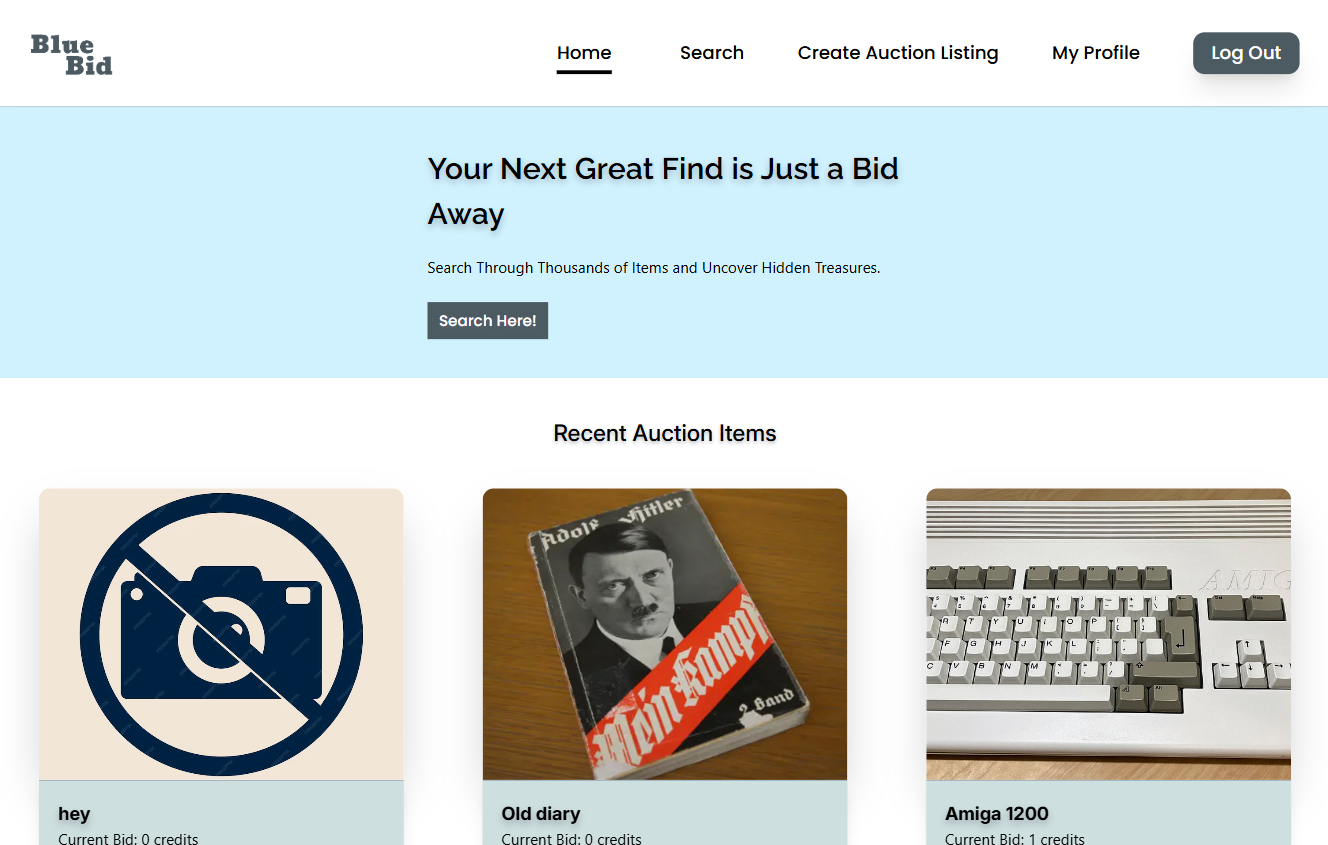 Blue
Bid
Home
Search
Create Auction Listing
My Profile
Log Out
Your Next Great Find is Just a Bid
Away
Search Through Thousands of Items and Uncover Hidden Treasures.
Search Here!
Recent Auction Items
Adolf Hitler
Mein Kampf
2. Band
AMIG
R T Y U I O P
F G H J K L
C V B N M
hey
Current Bid: 0 credits
Old diary
Current Bid: 0 credits
Amiga 1200
Current Bid: 1 credits